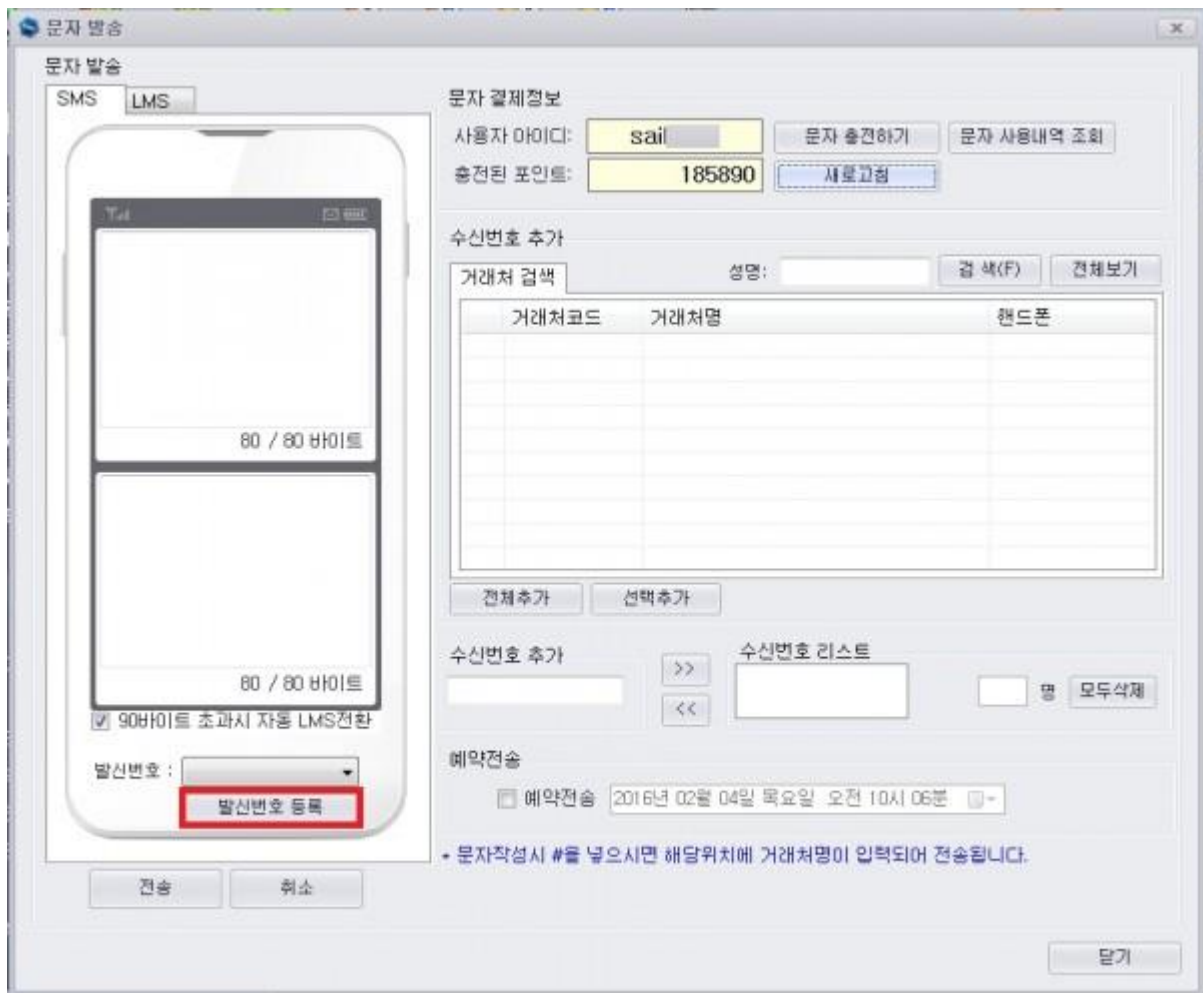 문자 발송
문자 발송
SMS LMS
80 / 80 바이트
80 / 80 바이트
90바이트 초과시 자동 LMS전환
발신번호 :
발신번호 등록
전송 취소
문자 결제정보
사용자 아이디: sail 문자 충전하기 문자 사용내역 조회
충전된 포인트: 185890 새로고침
수신번호 추가
거래처 검색 성명: 검 색(F) 전체보기
거래처코드 거래처명 핸드폰
전체추가 선택추가
수신번호 추가 >> 수신번호 리스트
<< 명 모두삭제
예약전송
예약전송 2016년 02월 04일 목요일 오전 10시 06분
* 문자작성시 #을 넣으시면 해당위치에 거래처명이 입력되어 전송됩니다.
닫기